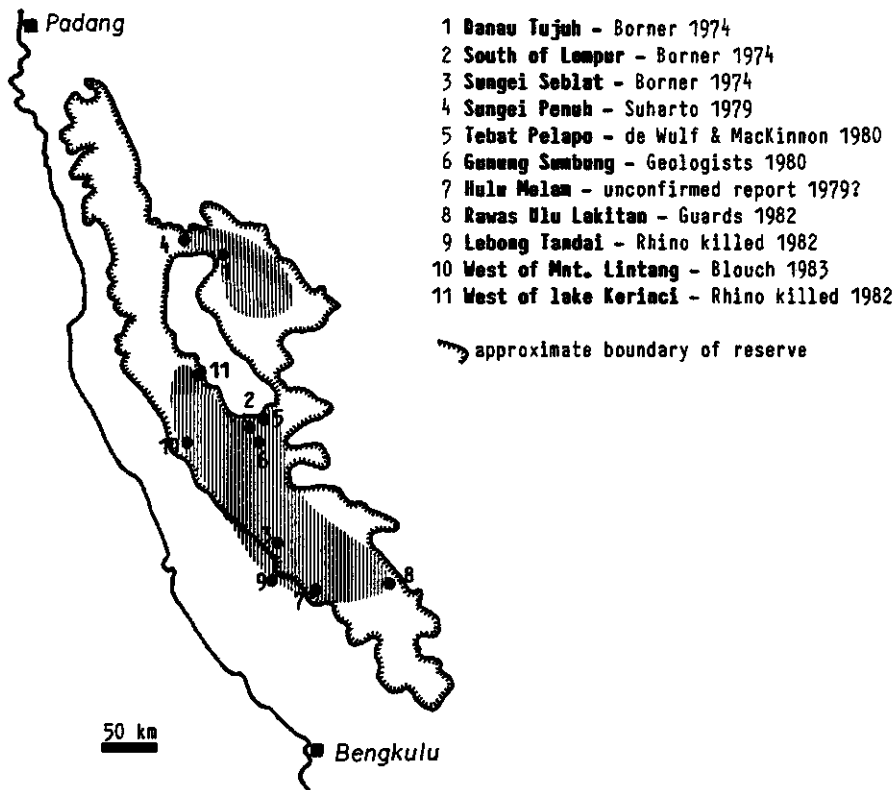 Padang
1 Danau Tujuh - Borner 1974
2 South of Lempur - Borner 1974
3 Sungei Seblat - Borner 1974
4 Sungei Penuh - Suharto 1979
5 Tebat Pelapo - de Wulf & MacKinnon 1980
6 Gunung Sumbung - Geologists 1980
7 Hulu Melam - unconfirmed report 1979?
8 Rawas Ulu Lakitan - Guards 1982
9 Lebong Tandai - Rhino killed 1982
10 West of Mnt. Lintang - Blouch 1983
11 West of lake Kerinci - Rhino killed 1982
approximate boundary of reserve
4
1
11
2
5
10
6
3
9
8
7
50 km
Bengkulu